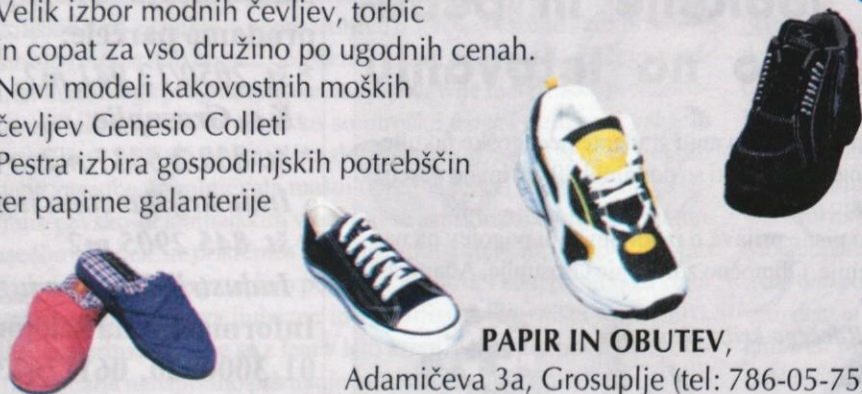 Velik izbor modnih čevljev, torbic
in copat za vso družino po ugodnih cenah.
Novi modeli kakovostnih moških
čevljev Genesio Colleti
Pestra izbira gospodinjskih potrebščin
ter papirne galanterije
PAPIR IN OBUTEV,
Adamičeva 3a, Grosuplje (tel: 786-05-75